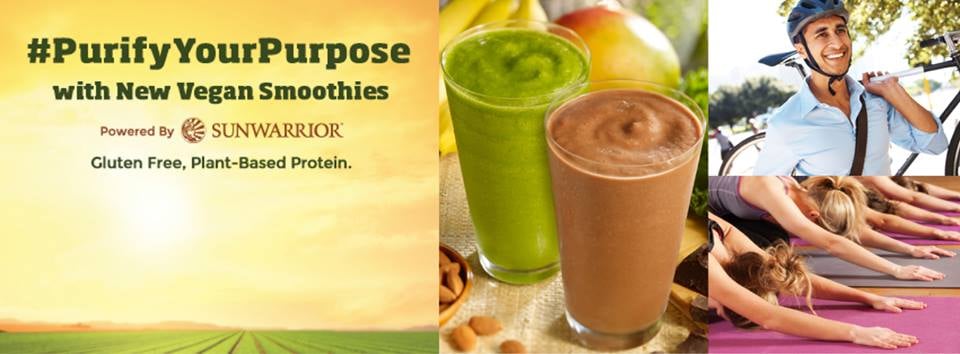 #PurifyYourPurpose
with New Vegan Smoothies
Powered By SUNWARRIOR
Gluten Free, Plant-Based Protein.